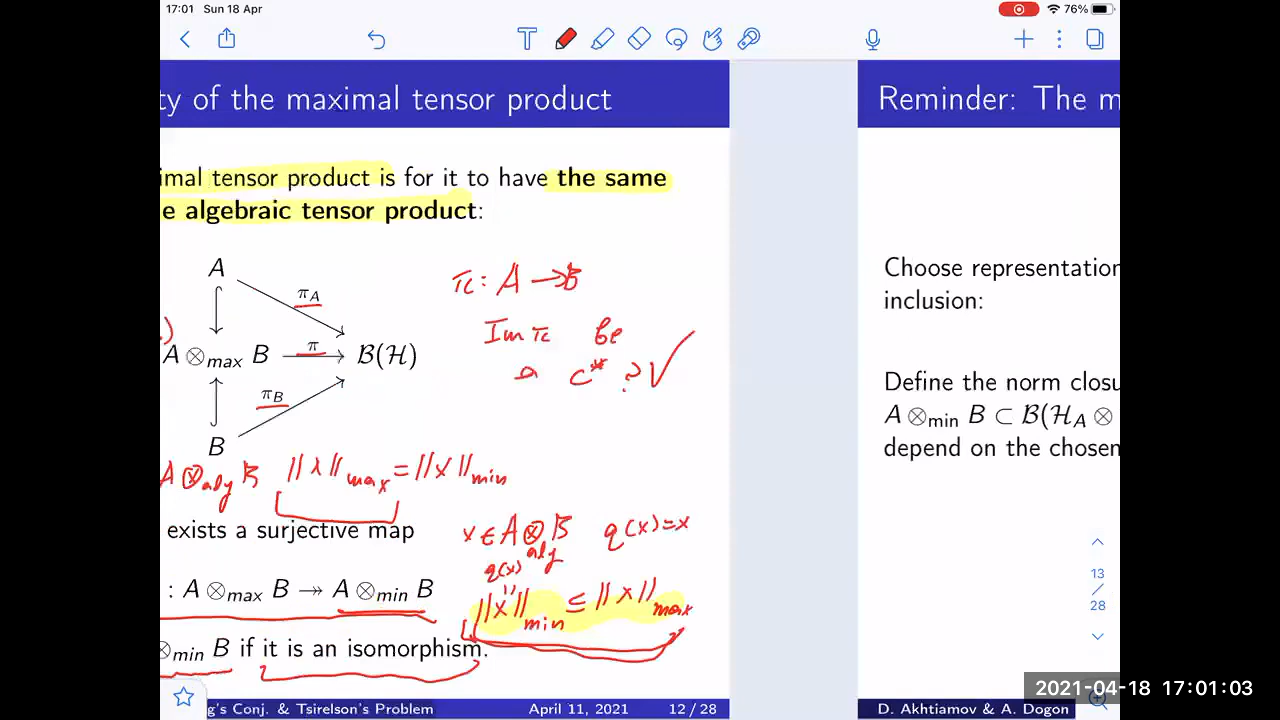 17:01 Sun 18 Apr
76%
ty of the maximal tensor product
imal tensor product is for it to have the same
e algebraic tensor product:
A
π_A
A ⊗_max B
π
B(H)
π_B
B
π: A → B
Im π be
a C* ? ✓
A ⊗_alg B ||x||_max = ||x||_min
exists a surjective map
x ∈ A ⊗_alg B q(x)=x
q(x)
: A ⊗_max B ↠ A ⊗_min B
||x||_min ≤ ||x||_max
⊗_min B if it is an isomorphism.
g's Conj. & Tsirelson's Problem
April 11, 2021
12 / 28
Reminder: The m
Choose representation
inclusion:
Define the norm closu
A ⊗_min B ⊂ B(H_A ⊗
depend on the chosen
13
/
28
D. Akhtiamov & A. Dogon
2021-04-18 17:01:03